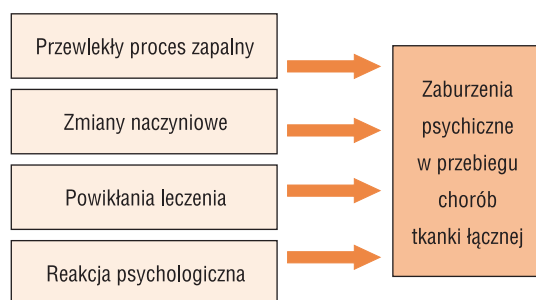 Przewlekły proces zapalny
Zmiany naczyniowe
Powikłania leczenia
Reakcja psychologiczna
Zaburzenia
psychiczne
w przebiegu
chorób
tkanki łącznej